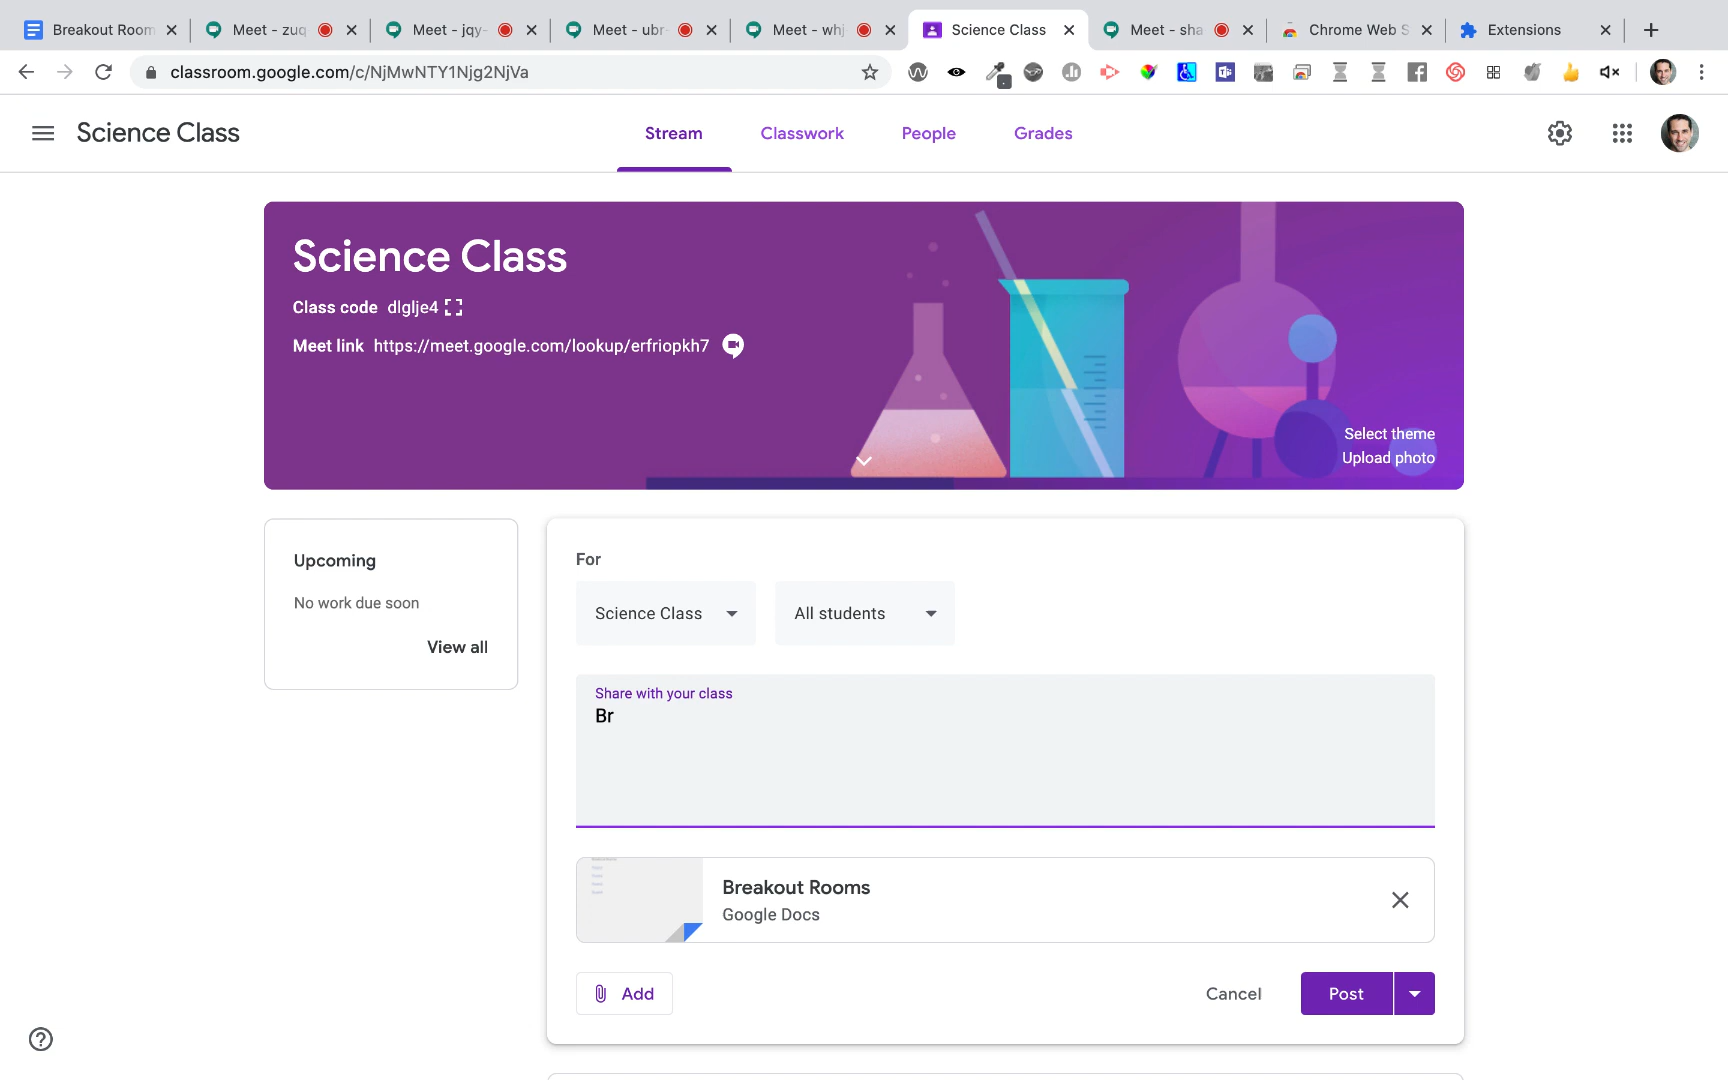 Breakout Room
Meet - zuq
Meet - jqy-
Meet - ubr
Meet - whj
Science Class
Meet - sha
Chrome Web S
Extensions
classroom.google.com/c/NjMwNTY1Njg2NjVa
Science Class
Stream
Classwork
People
Grades
Science Class
Class code dlglje4
Meet link https://meet.google.com/lookup/erfriopkh7
Select theme
Upload photo
Upcoming
No work due soon
View all
For
Science Class
All students
Share with your class
Br
Breakout Rooms
Google Docs
Add
Cancel
Post